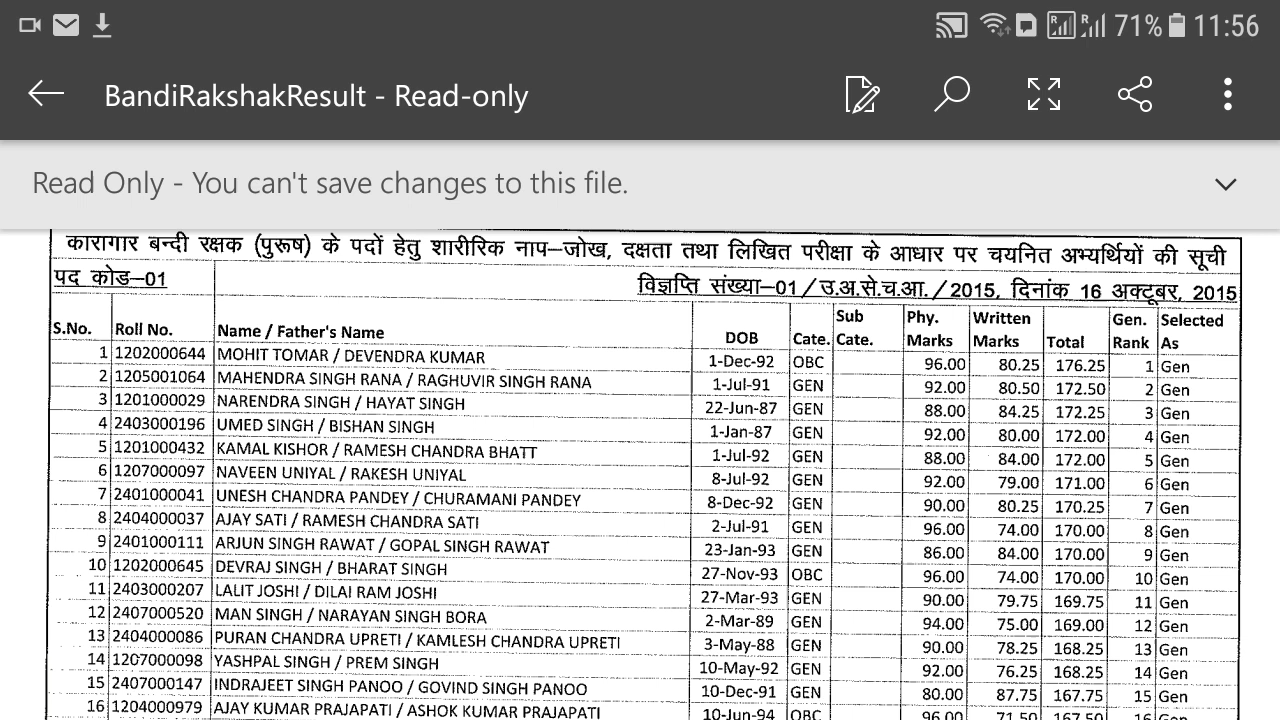 71% 11:56
BandiRakshakResult - Read-only
Read Only - You can't save changes to this file.
कारागार बन्दी रक्षक (पुरूष) के पदों हेतु शारीरिक नाप–जोख, दक्षता तथा लिखित परीक्षा के आधार पर चयनित अभ्यर्थियों की सूची
पद कोड–01 विज्ञप्ति संख्या–01/उ.अ.से.च.आ./2015, दिनांक 16 अक्टूबर, 2015
S.No. Roll No. Name / Father's Name DOB Cate. Sub Cate. Phy. Marks Written Marks Total Gen. Rank Selected As
1 1202000644 MOHIT TOMAR / DEVENDRA KUMAR 1-Dec-92 OBC 96.00 80.25 176.25 1 Gen
2 1205001064 MAHENDRA SINGH RANA / RAGHUVIR SINGH RANA 1-Jul-91 GEN 92.00 80.50 172.50 2 Gen
3 1201000029 NARENDRA SINGH / HAYAT SINGH 22-Jun-87 GEN 88.00 84.25 172.25 3 Gen
4 2403000196 UMED SINGH / BISHAN SINGH 1-Jan-87 GEN 92.00 80.00 172.00 4 Gen
5 1201000432 KAMAL KISHOR / RAMESH CHANDRA BHATT 1-Jul-92 GEN 88.00 84.00 172.00 5 Gen
6 1207000097 NAVEEN UNIYAL / RAKESH UNIYAL 8-Jul-92 GEN 92.00 79.00 171.00 6 Gen
7 2401000041 UNESH CHANDRA PANDEY / CHURAMANI PANDEY 8-Dec-92 GEN 90.00 80.25 170.25 7 Gen
8 2404000037 AJAY SATI / RAMESH CHANDRA SATI 2-Jul-91 GEN 96.00 74.00 170.00 8 Gen
9 2401000111 ARJUN SINGH RAWAT / GOPAL SINGH RAWAT 23-Jan-93 GEN 86.00 84.00 170.00 9 Gen
10 1202000645 DEVRAJ SINGH / BHARAT SINGH 27-Nov-93 OBC 96.00 74.00 170.00 10 Gen
11 2403000207 LALIT JOSHI / DILAI RAM JOSHI 27-Mar-93 GEN 90.00 79.75 169.75 11 Gen
12 2407000520 MAN SINGH / NARAYAN SINGH BORA 2-Mar-89 GEN 94.00 75.00 169.00 12 Gen
13 2404000086 PURAN CHANDRA UPRETI / KAMLESH CHANDRA UPRETI 3-May-88 GEN 90.00 78.25 168.25 13 Gen
14 1207000098 YASHPAL SINGH / PREM SINGH 10-May-92 GEN 92.00 76.25 168.25 14 Gen
15 2407000147 INDRAJEET SINGH PANOO / GOVIND SINGH PANOO 10-Dec-91 GEN 80.00 87.75 167.75 15 Gen
16 1204000979 AJAY KUMAR PRAJAPATI / ASHOK KUMAR PRAJAPATI 10-Jun-94 OBC 96.00 71.50 167.50 16 Gen